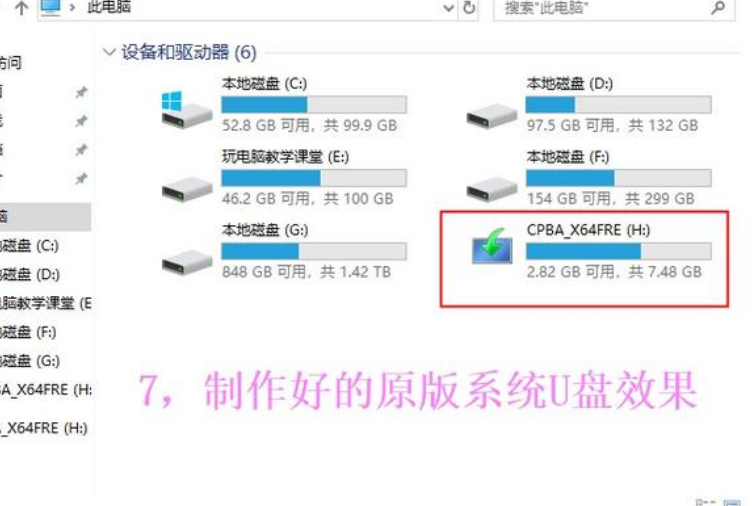 此电脑
搜索"此电脑"
访问
设备和驱动器 (6)
本地磁盘 (C:)
52.8 GB 可用，共 99.9 GB
本地磁盘 (D:)
97.5 GB 可用，共 132 GB
玩电脑教学课堂 (E:)
46.2 GB 可用，共 100 GB
本地磁盘 (F:)
154 GB 可用，共 299 GB
本地磁盘 (G:)
848 GB 可用，共 1.42 TB
CPBA_X64FRE (H:)
2.82 GB 可用，共 7.48 GB
脑
磁盘 (C:)
磁盘 (D:)
电脑教学课堂 (E
磁盘 (F:)
磁盘 (G:)
BA_X64FRE (H:
_X64FRE (H:)
7，制作好的原版系统U盘效果